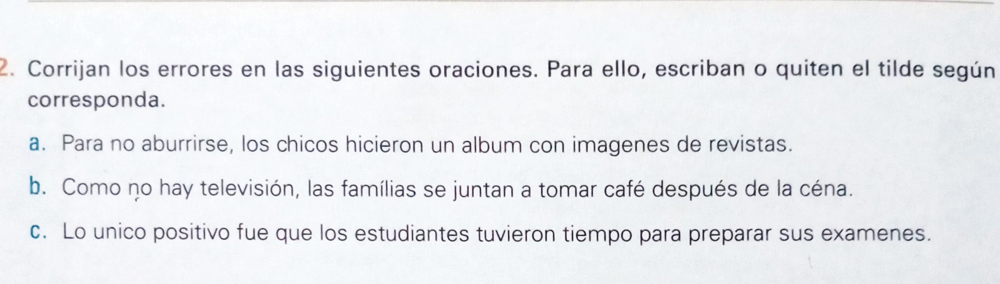 2. Corrijan los errores en las siguientes oraciones. Para ello, escriban o quiten el tilde según
corresponda.
a. Para no aburrirse, los chicos hicieron un album con imagenes de revistas.
b. Como no hay televisión, las famílias se juntan a tomar café después de la céna.
c. Lo unico positivo fue que los estudiantes tuvieron tiempo para preparar sus examenes.